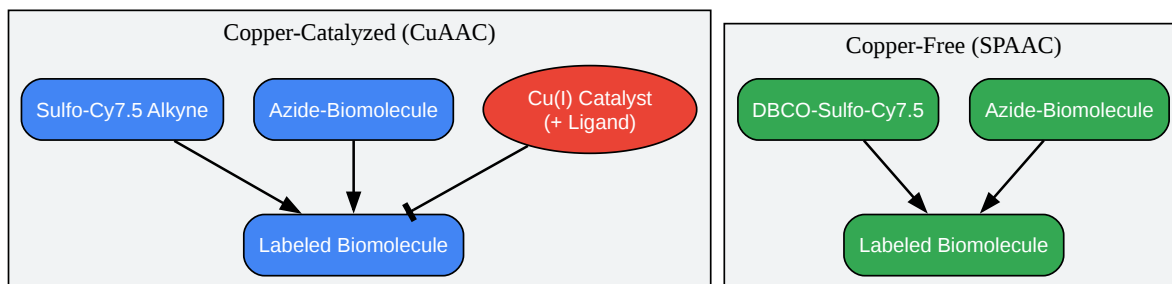 Copper-Catalyzed (CuAAC)
Sulfo-Cy7.5 Alkyne
Azide-Biomolecule
Cu(I) Catalyst
(+ Ligand)
Labeled Biomolecule
Copper-Free (SPAAC)
DBCO-Sulfo-Cy7.5
Azide-Biomolecule
Labeled Biomolecule